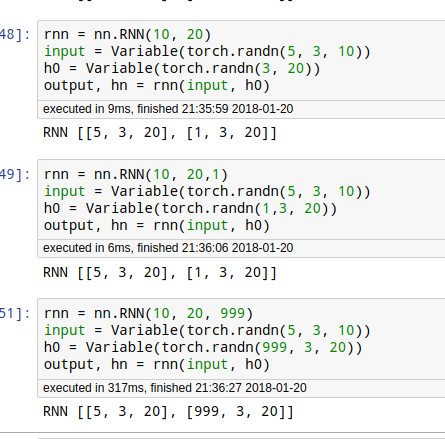 48]:
rnn = nn.RNN(10, 20)
input = Variable(torch.randn(5, 3, 10))
h0 = Variable(torch.randn(3, 20))
output, hn = rnn(input, h0)
executed in 9ms, finished 21:35:59 2018-01-20
RNN [[5, 3, 20], [1, 3, 20]]
49]:
rnn = nn.RNN(10, 20,1)
input = Variable(torch.randn(5, 3, 10))
h0 = Variable(torch.randn(1,3, 20))
output, hn = rnn(input, h0)
executed in 6ms, finished 21:36:06 2018-01-20
RNN [[5, 3, 20], [1, 3, 20]]
51]:
rnn = nn.RNN(10, 20, 999)
input = Variable(torch.randn(5, 3, 10))
h0 = Variable(torch.randn(999, 3, 20))
output, hn = rnn(input, h0)
executed in 317ms, finished 21:36:27 2018-01-20
RNN [[5, 3, 20], [999, 3, 20]]